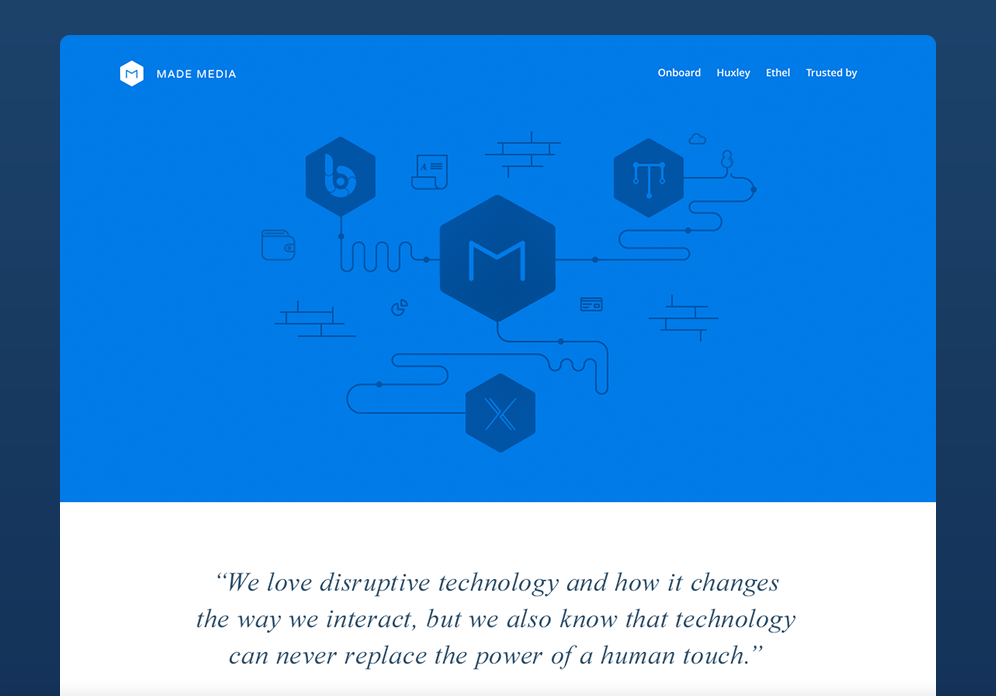 MADE MEDIA
Onboard Huxley Ethel Trusted by
b
A
T
M
X
“We love disruptive technology and how it changes
the way we interact, but we also know that technology
can never replace the power of a human touch.”